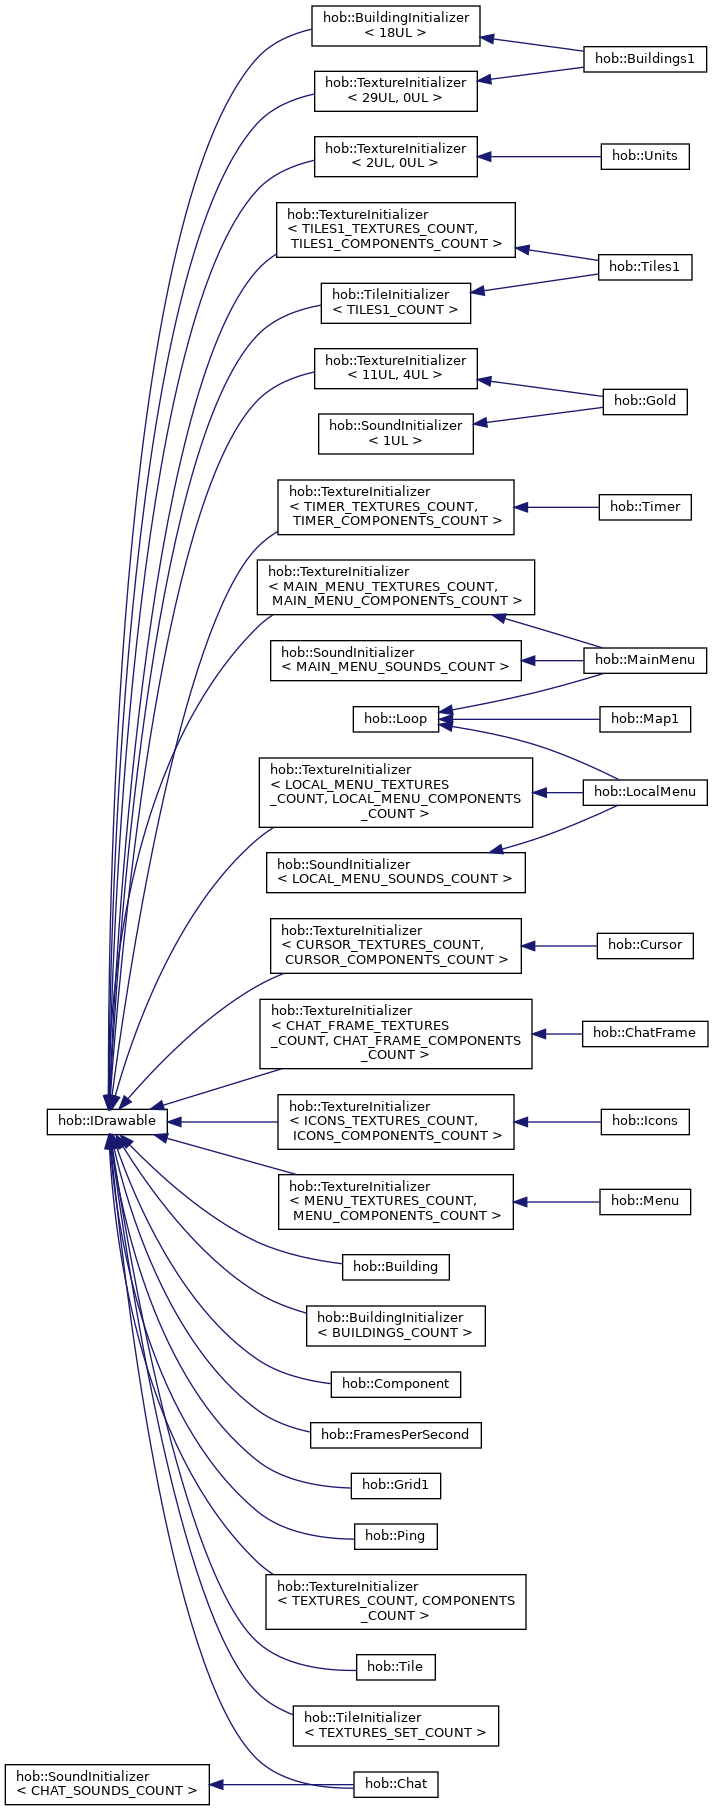 hob::BuildingInitializer
< 18UL >
hob::Buildings1
hob::TextureInitializer
< 29UL, 0UL >
hob::TextureInitializer
< 2UL, 0UL >
hob::Units
hob::TextureInitializer
< TILES1_TEXTURES_COUNT,
TILES1_COMPONENTS_COUNT >
hob::Tiles1
hob::TileInitializer
< TILES1_COUNT >
hob::TextureInitializer
< 11UL, 4UL >
hob::Gold
hob::SoundInitializer
< 1UL >
hob::TextureInitializer
< TIMER_TEXTURES_COUNT,
TIMER_COMPONENTS_COUNT >
hob::Timer
hob::TextureInitializer
< MAIN_MENU_TEXTURES_COUNT,
MAIN_MENU_COMPONENTS_COUNT >
hob::SoundInitializer
< MAIN_MENU_SOUNDS_COUNT >
hob::MainMenu
hob::Loop
hob::Map1
hob::TextureInitializer
< LOCAL_MENU_TEXTURES
_COUNT, LOCAL_MENU_COMPONENTS
_COUNT >
hob::LocalMenu
hob::SoundInitializer
< LOCAL_MENU_SOUNDS_COUNT >
hob::TextureInitializer
< CURSOR_TEXTURES_COUNT,
CURSOR_COMPONENTS_COUNT >
hob::Cursor
hob::TextureInitializer
< CHAT_FRAME_TEXTURES
_COUNT, CHAT_FRAME_COMPONENTS
_COUNT >
hob::ChatFrame
hob::IDrawable
hob::TextureInitializer
< ICONS_TEXTURES_COUNT,
ICONS_COMPONENTS_COUNT >
hob::Icons
hob::TextureInitializer
< MENU_TEXTURES_COUNT,
MENU_COMPONENTS_COUNT >
hob::Menu
hob::Building
hob::BuildingInitializer
< BUILDINGS_COUNT >
hob::Component
hob::FramesPerSecond
hob::Grid1
hob::Ping
hob::TextureInitializer
< TEXTURES_COUNT, COMPONENTS
_COUNT >
hob::Tile
hob::TileInitializer
< TEXTURES_SET_COUNT >
hob::SoundInitializer
< CHAT_SOUNDS_COUNT >
hob::Chat